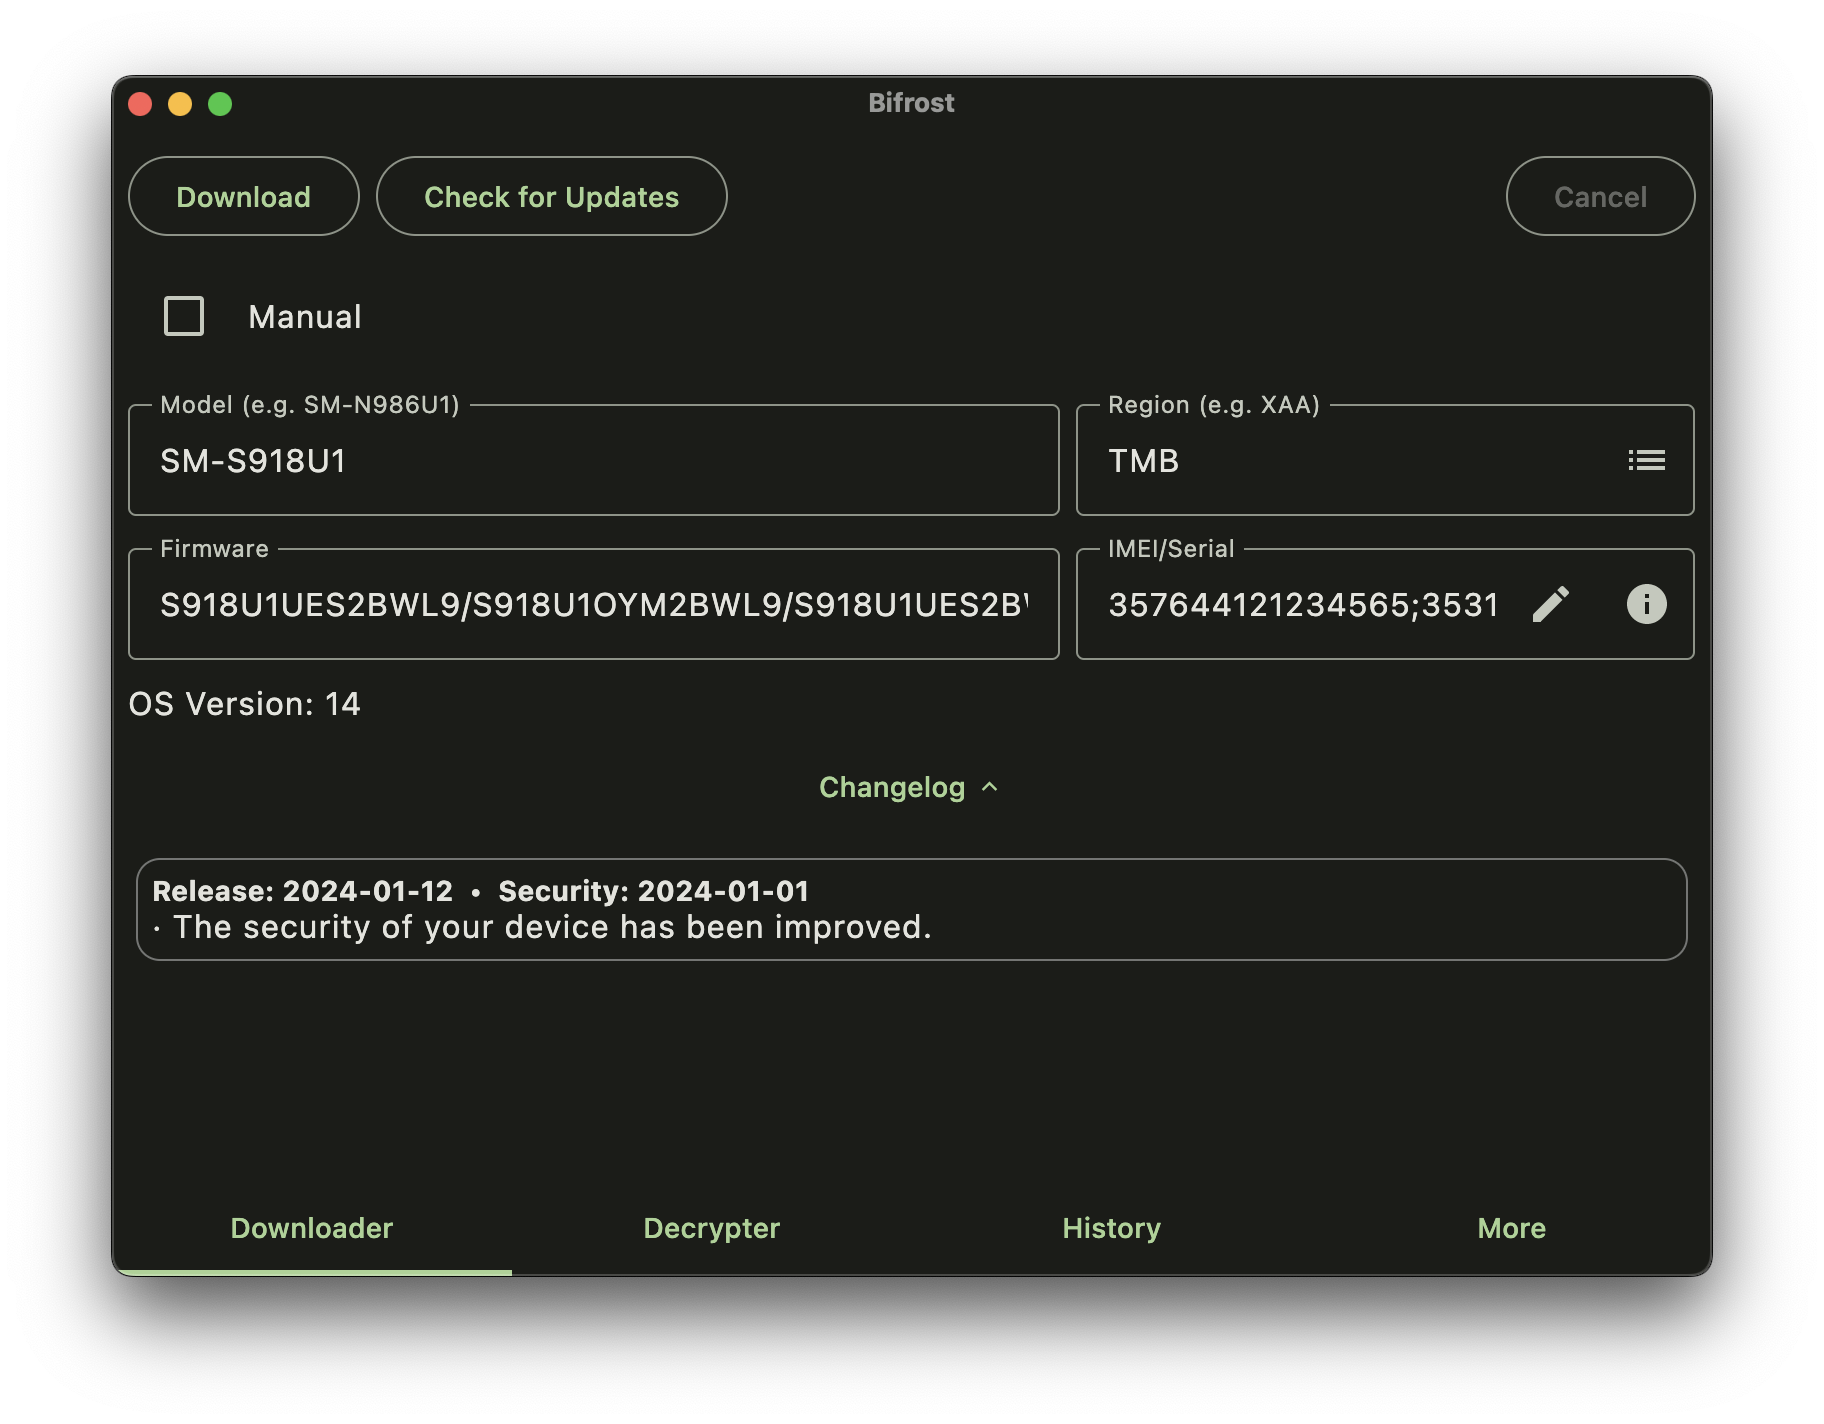 Bifrost
Download
Check for Updates
Cancel
Manual
Model (e.g. SM-N986U1)
SM-S918U1
Region (e.g. XAA)
TMB
Firmware
S918U1UES2BWL9/S918U1OYM2BWL9/S918U1UES2B
IMEI/Serial
357644121234565;3531
OS Version: 14
Changelog
Release: 2024-01-12 • Security: 2024-01-01
· The security of your device has been improved.
Downloader
Decrypter
History
More